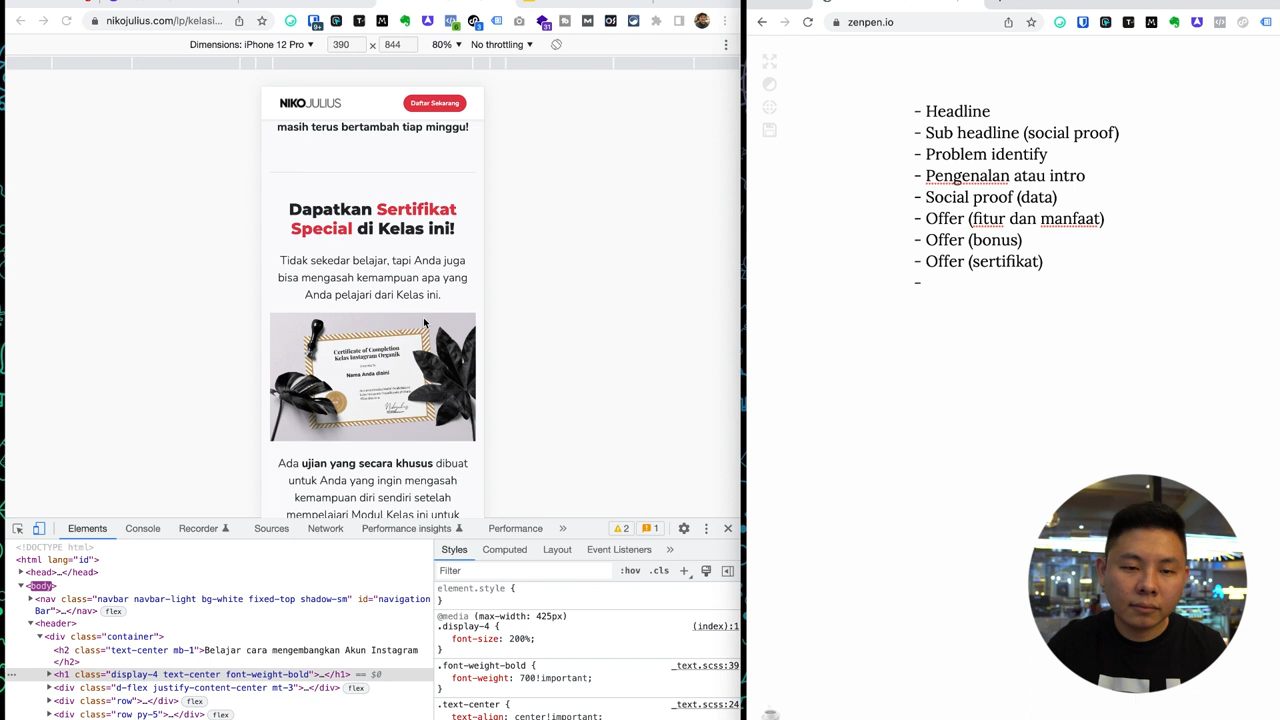 nikojulius.com/lp/kelasi...
9+
3
31
zenpen.io
Dimensions: iPhone 12 Pro
390 × 844
80%
No throttling
NIKOJULIUS
Daftar Sekarang
masih terus bertambah tiap minggu!
Dapatkan Sertifikat
Special di Kelas ini!
Tidak sekedar belajar, tapi Anda juga
bisa mengasah kemampuan apa yang
Anda pelajari dari Kelas ini.
Certificate of Completion
Kelas Instagram Organik
Nama Anda disini
Ada ujian yang secara khusus dibuat
untuk Anda yang ingin mengasah
kemampuan diri sendiri setelah
mempelajari Modul Kelas ini untuk
- Headline
- Sub headline (social proof)
- Problem identify
- Pengenalan atau intro
- Social proof (data)
- Offer (fitur dan manfaat)
- Offer (bonus)
- Offer (sertifikat)
-
Elements Console Recorder Sources Network Performance insights Performance » 2 1
<!DOCTYPE html>
<html lang="id">
<head>…</head>
<body>
<nav class="navbar navbar-light bg-white fixed-top shadow-sm" id="navigation
Bar">…</nav> flex
<header>
<div class="container">
<h2 class="text-center mb-1">Belajar cara mengembangkan Akun Instagram
</h2>
<h1 class="display-4 text-center font-weight-bold">…</h1> == $0
<div class="d-flex justify-content-center mt-3">…</div> flex
<div class="row">…</div> flex
<div class="row py-5">…</div> flex
Styles Computed Layout Event Listeners »
Filter :hov .cls +
element.style {
}
@media (max-width: 425px)
.display-4 { (index):1
font-size: 200%;
}
.font-weight-bold { _text.scss:39
font-weight: 700!important;
}
.text-center { _text.scss:24
text-align: center!important;